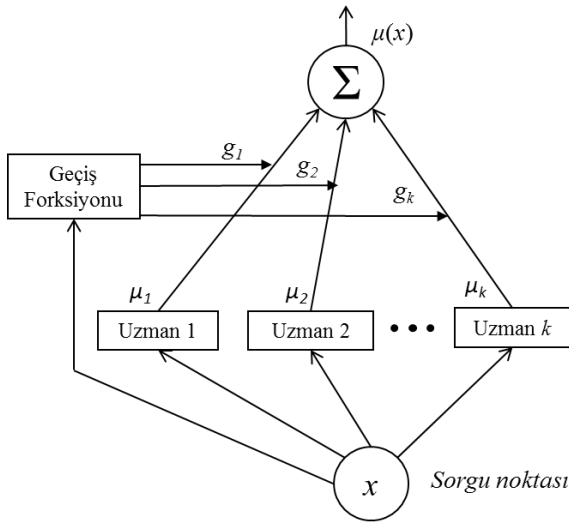 μ(x)
Σ
g1
g2
gk
Geçiş
Forksiyonu
μ1
μ2
μk
Uzman 1
Uzman 2
• • •
Uzman k
x
Sorgu noktası